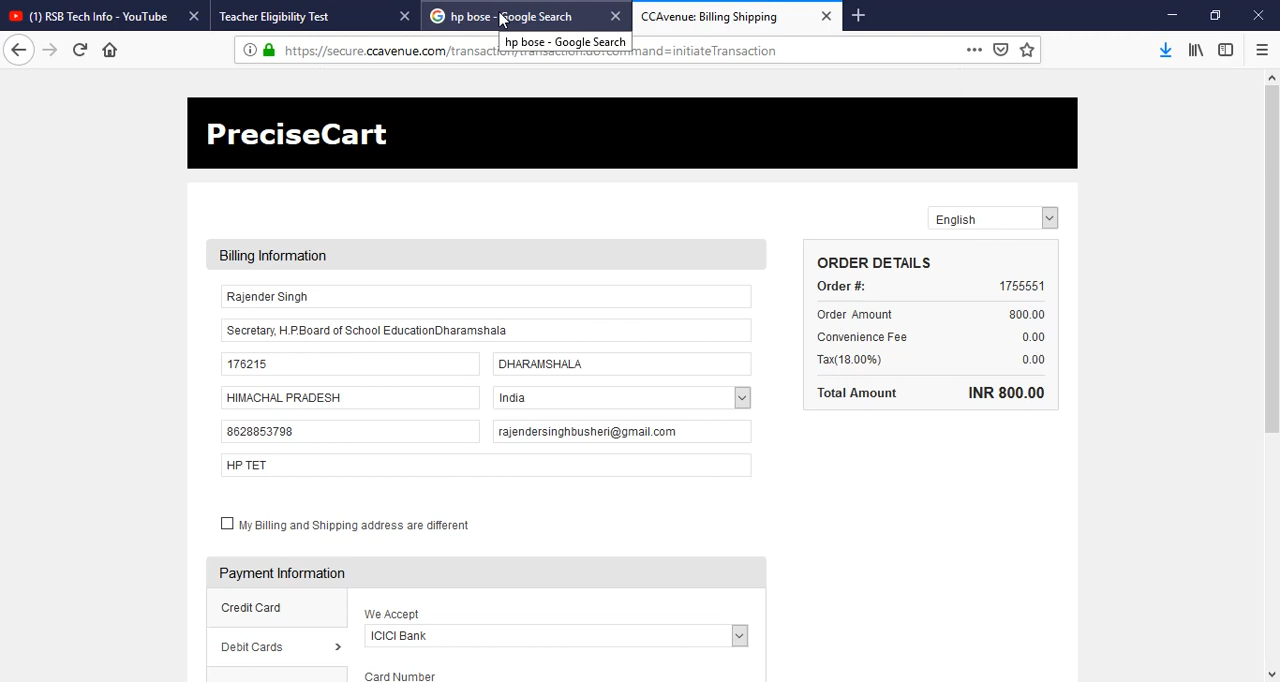 (1) RSB Tech Info - YouTube
Teacher Eligibility Test
hp bose - Google Search
CCAvenue: Billing Shipping
hp bose - Google Search
https://secure.ccavenue.com/transaction/transaction.do?command=initiateTransaction
PreciseCart
English
Billing Information
Rajender Singh
Secretary, H.P.Board of School EducationDharamshala
176215
DHARAMSHALA
HIMACHAL PRADESH
India
8628853798
rajendersinghbusheri@gmail.com
HP TET
My Billing and Shipping address are different
ORDER DETAILS
Order #: 1755551
Order Amount 800.00
Convenience Fee 0.00
Tax(18.00%) 0.00
Total Amount INR 800.00
Payment Information
Credit Card
Debit Cards
We Accept
ICICI Bank
Card Number